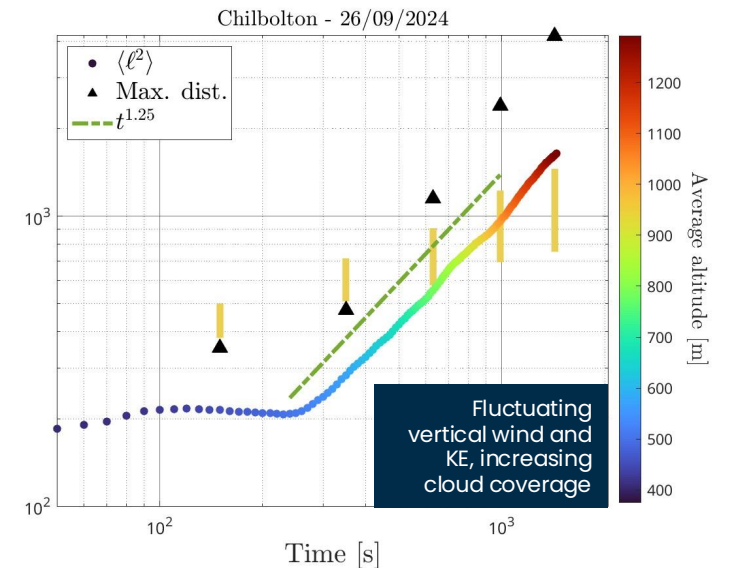 Chilbolton - 26/09/2024
⟨ℓ²⟩
Max. dist.
t^1.25
10³
10²
10²
10³
Time [s]
Fluctuating
vertical wind and
KE, increasing
cloud coverage
1200
1100
1000
900
800
700
600
500
400
Average altitude [m]